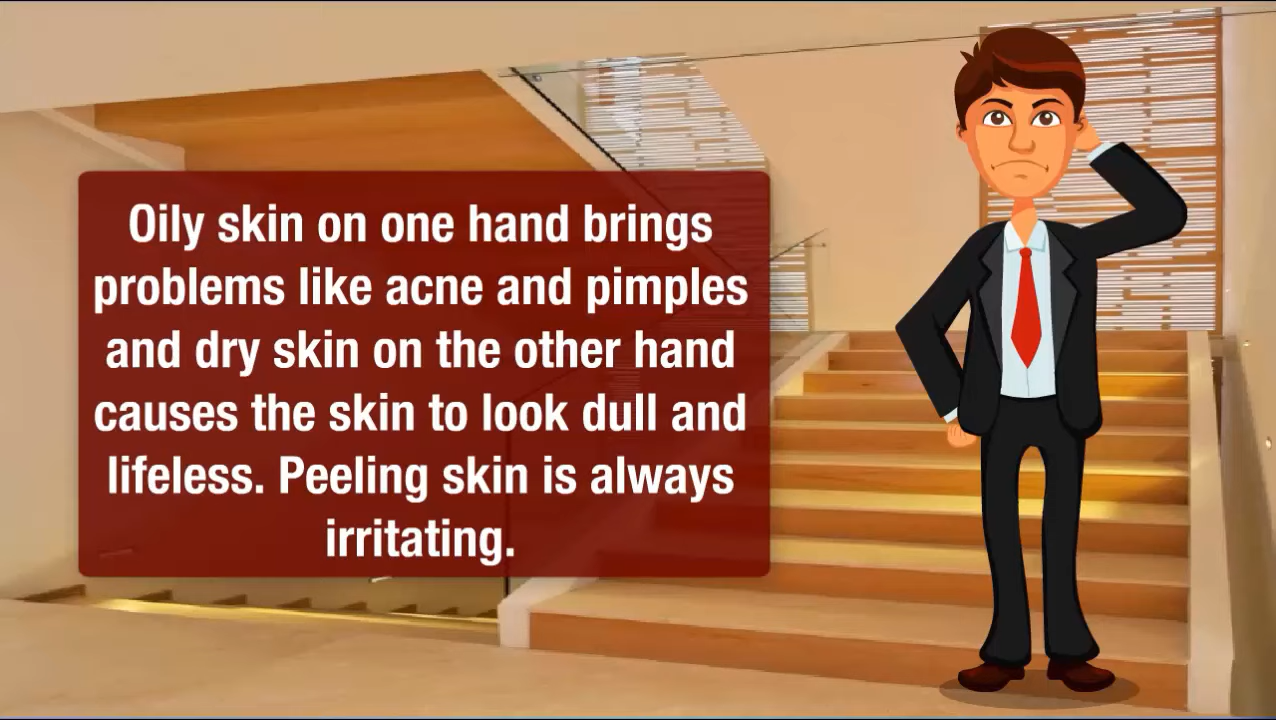 Oily skin on one hand brings
problems like acne and pimples
and dry skin on the other hand
causes the skin to look dull and
lifeless. Peeling skin is always
irritating.